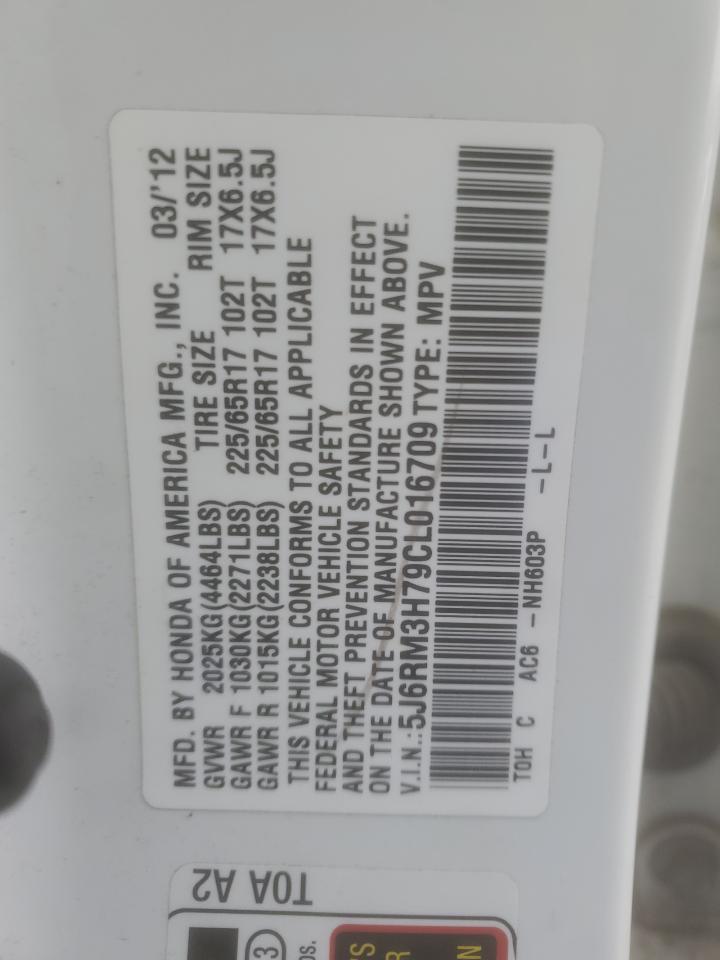 MFD. BY HONDA OF AMERICA MFG., INC. 03/'12
GVWR 2025KG(4464LBS) TIRE SIZE RIM SIZE
GAWR F 1030KG(2271LBS) 225/65R17 102T 17X6.5J
GAWR R 1015KG(2238LBS) 225/65R17 102T 17X6.5J
THIS VEHICLE CONFORMS TO ALL APPLICABLE
FEDERAL MOTOR VEHICLE SAFETY
AND THEFT PREVENTION STANDARDS IN EFFECT
ON THE DATE OF MANUFACTURE SHOWN ABOVE.
V.I.N.:5J6RM3H79CL016709 TYPE: MPV
TOH C AC6 -NH603P -L-L
T0A A2
3